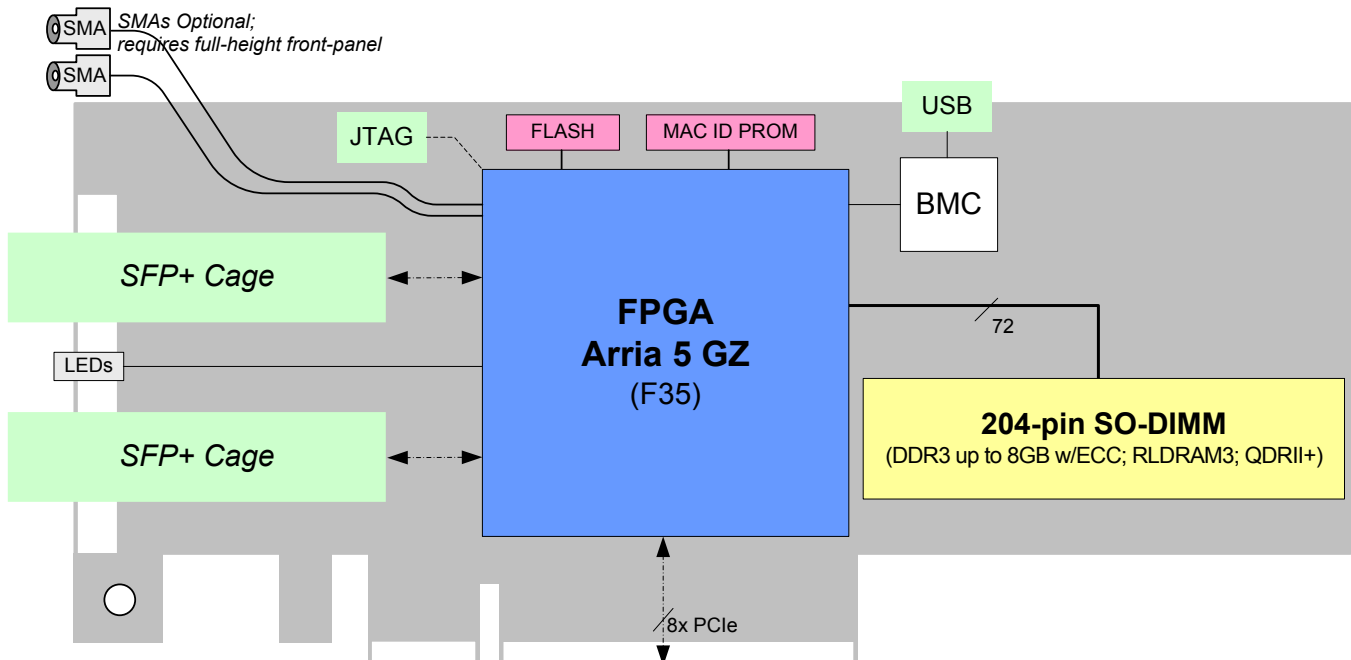 SMA
SMAs Optional;
requires full-height front-panel
SMA
USB
JTAG
FLASH
MAC ID PROM
BMC
SFP+ Cage
FPGA
Arria 5 GZ
(F35)
72
LEDs
SFP+ Cage
204-pin SO-DIMM
(DDR3 up to 8GB w/ECC; RLDRAM3; QDRII+)
8x PCIe